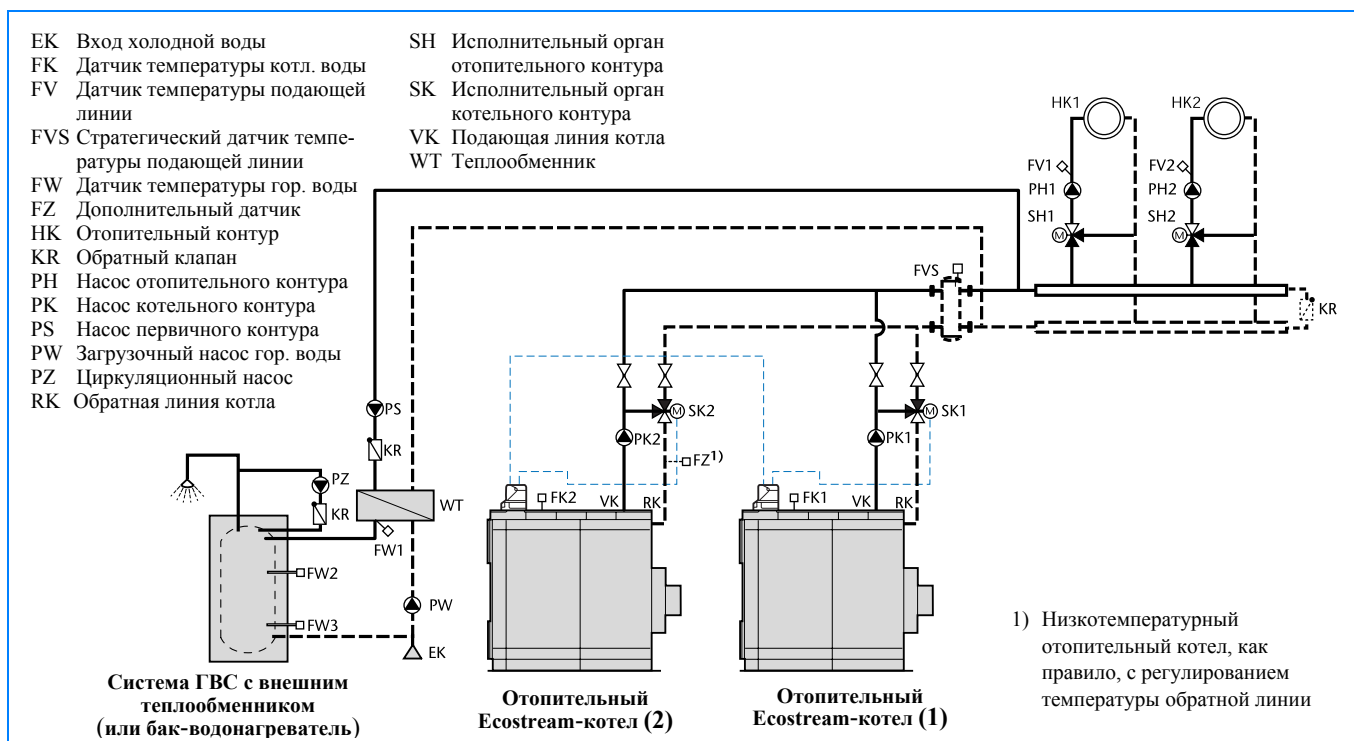 EK Вход холодной воды
FK Датчик температуры котл. воды
FV Датчик температуры подающей
линии
FVS Стратегический датчик темпе-
ратуры подающей линии
FW Датчик температуры гор. воды
FZ Дополнительный датчик
HK Отопительный контур
KR Обратный клапан
PH Насос отопительного контура
PK Насос котельного контура
PS Насос первичного контура
PW Загрузочный насос гор. воды
PZ Циркуляционный насос
RK Обратная линия котла
SH Исполнительный орган
отопительного контура
SK Исполнительный орган
котельного контура
VK Подающая линия котла
WT Теплообменник
HK1
HK2
FV1
FV2
PH1
PH2
SH1
SH2
M
M
FVS
KR
PS
KR
M SK2
M SK1
PK2
PK1
FZ1)
PZ
KR
WT
FW1
FK2
VK
RK
FK1
VK
RK
FW2
FW3
PW
EK
Система ГВС с внешним
теплообменником
(или бак-водонагреватель)
Отопительный
Ecostream-котел (2)
Отопительный
Ecostream-котел (1)
1) Низкотемпературный
отопительный котел, как
правило, с регулированием
температуры обратной линии